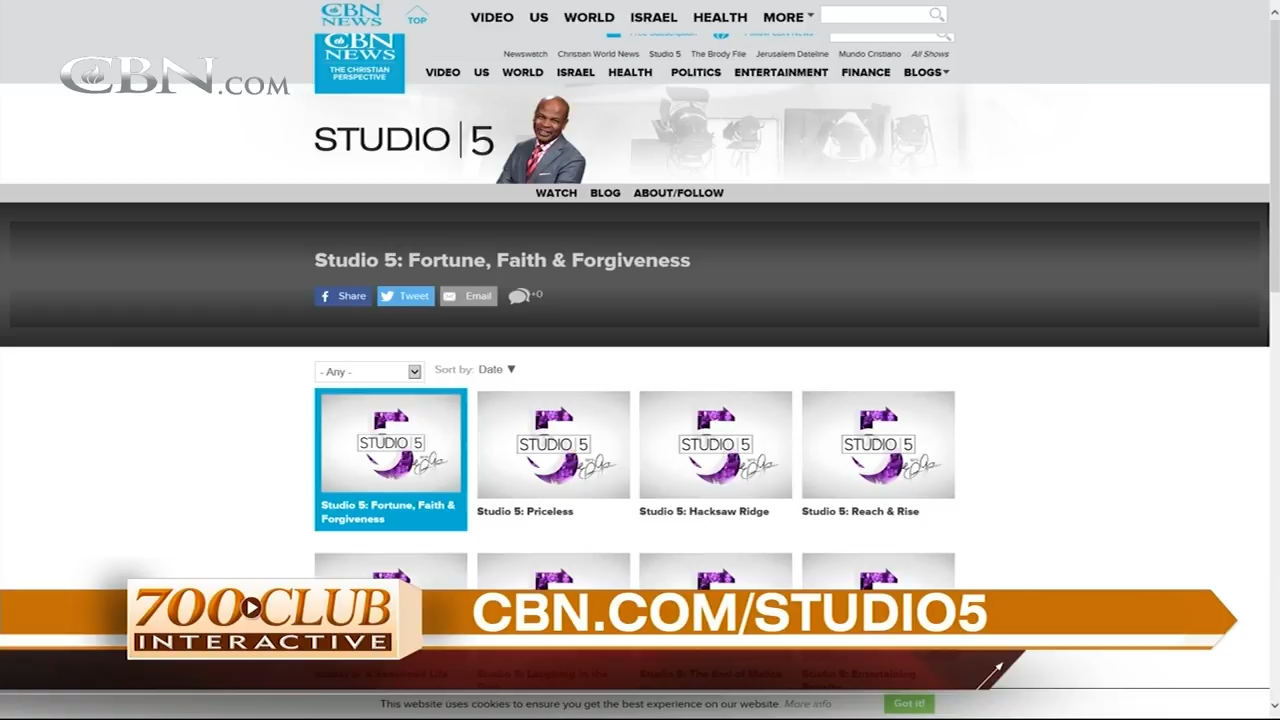 CBN
NEWS
TOP
VIDEO US WORLD ISRAEL HEALTH MORE
CBN
NEWS
THE CHRISTIAN
PERSPECTIVE
Newswatch Christian World News Studio 5 The Brody File Jerusalem Dateline Mundo Cristiano All Shows
VIDEO US WORLD ISRAEL HEALTH POLITICS ENTERTAINMENT FINANCE BLOGS
CBN.COM
STUDIO|5
WATCH BLOG ABOUT/FOLLOW
Studio 5: Fortune, Faith & Forgiveness
Share Tweet Email +0
- Any - Sort by: Date ▼
STUDIO|5 STUDIO|5 STUDIO|5 STUDIO|5
Studio 5: Fortune, Faith &
Forgiveness
Studio 5: Priceless
Studio 5: Hacksaw Ridge
Studio 5: Reach & Rise
700 CLUB
INTERACTIVE
CBN.COM/STUDIO5
This website uses cookies to ensure you get the best experience on our website. More info Got it!